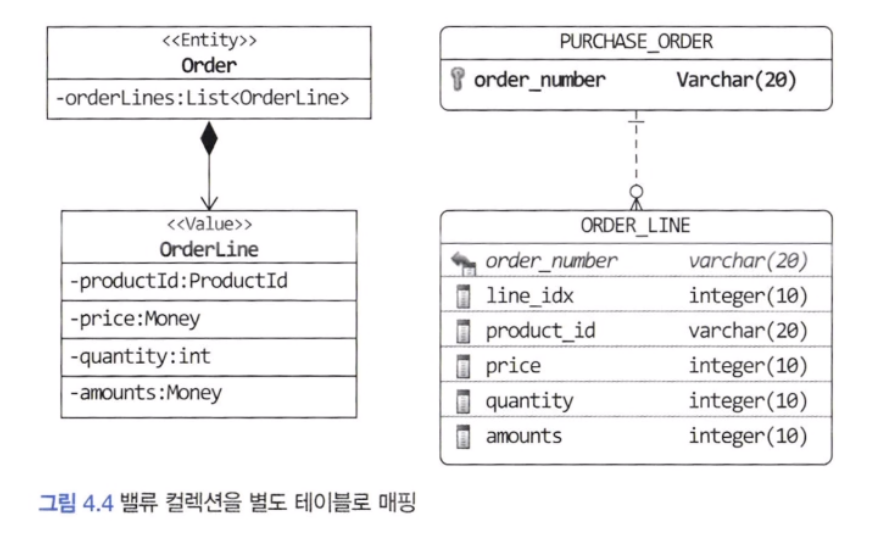 <<Entity>>
Order
-orderLines:List<OrderLine>
<<Value>>
OrderLine
-productId:ProductId
-price:Money
-quantity:int
-amounts:Money
PURCHASE_ORDER
order_number Varchar(20)
ORDER_LINE
order_number varchar(20)
line_idx integer(10)
product_id varchar(20)
price integer(10)
quantity integer(10)
amounts integer(10)
그림 4.4 밸류 컬렉션을 별도 테이블로 매핑